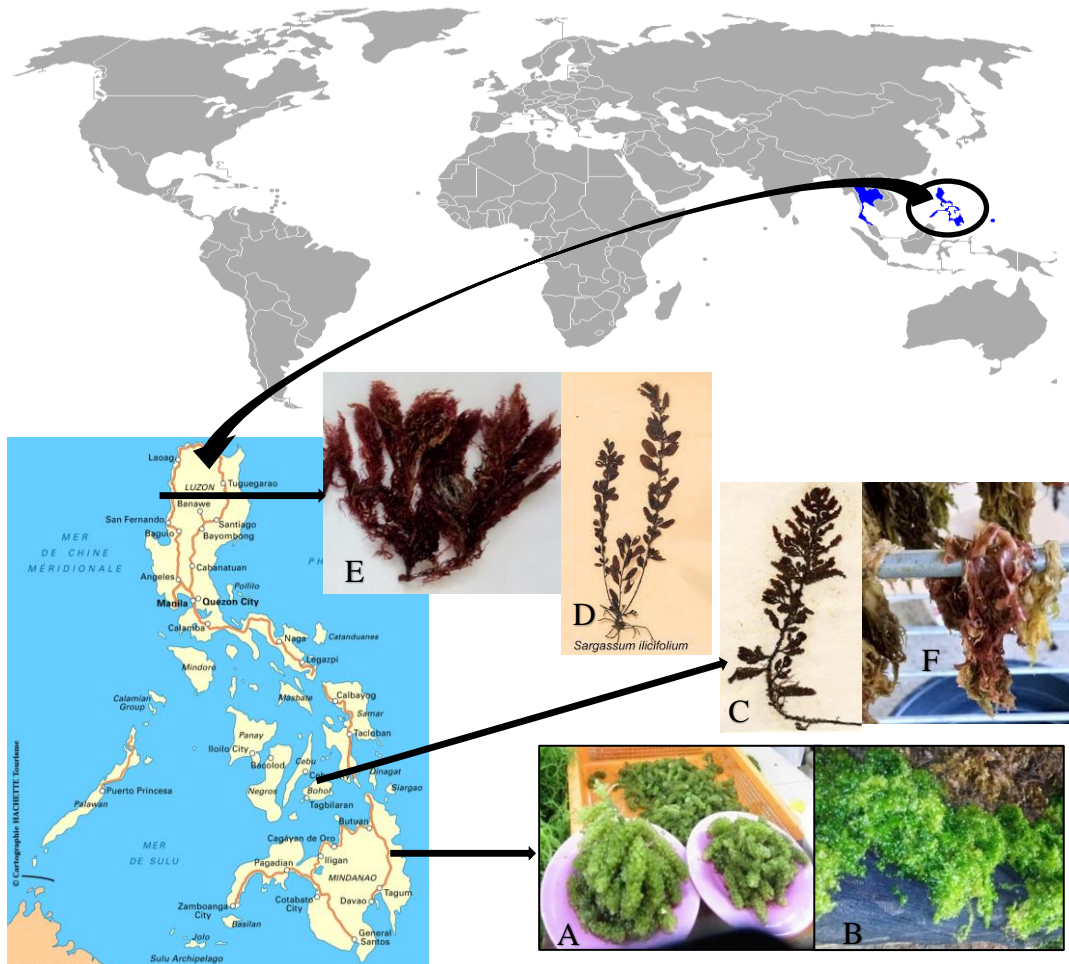 Laoag
LUZON
Tuguegarao
Banawe
San Fernando
Santiago
Baguio
Bayombong
MER
DE CHINE
MÉRIDIONALE
PH
Cabanatuan
Angeles
Polillo
Manila
Quezon City
Calamba
Naga
Catanduanes
Legazpi
Mindoro
Masbate
Calbayog
Calamian
Group
Samar
Panay
Tacloban
Iloilo City
Cebu
Bacolod
Dinagat
Siargao
Negros
Bohol
Puerto Princesa
Tagbilaran
Palawan
Butuan
MER
DE SULU
Cagayan de Oro
Iligan
Pagadian
MINDANAO
Zamboanga
City
Cotabato
City
Tagum
Davao
Basilan
General
Santos
Jolo
Sulu Archipelago
© Cartographie HACHETTE Tourisme
E
D
Sargassum ilicifolium
C
F
A
B